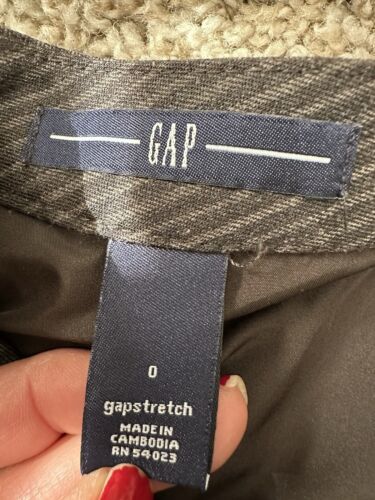 GAP
0
gapstretch
MADE IN
CAMBODIA
RN 54023